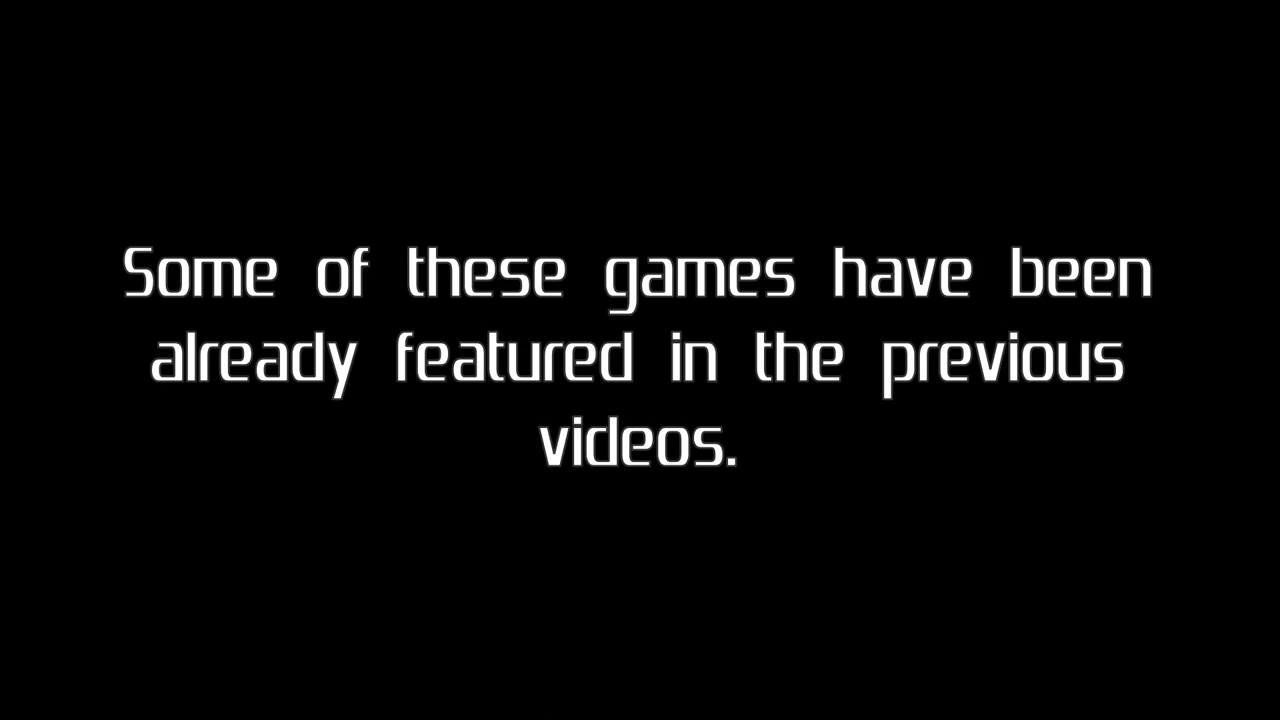 Some of these games have been
already featured in the previous
videos.